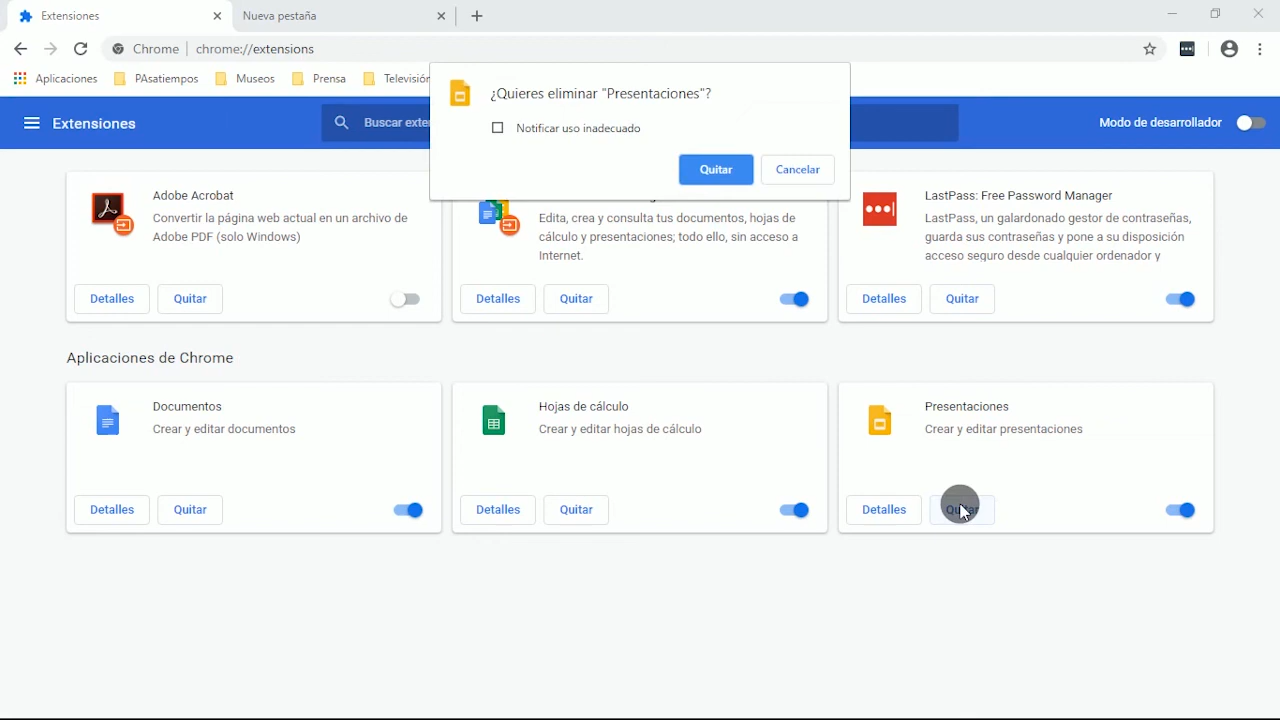 Extensiones
Nueva pestaña
Chrome
chrome://extensions
Aplicaciones
PAsatiempos
Museos
Prensa
¿Quieres eliminar "Presentaciones"?
Notificar uso inadecuado
Quitar
Cancelar
Extensiones
Buscar
Modo de desarrollador
Adobe Acrobat
Convertir la página web actual en un archivo de
Adobe PDF (solo Windows)
Detalles
Quitar
Edita, crea y consulta tus documentos, hojas de
cálculo y presentaciones; todo ello, sin acceso a
Internet.
Detalles
Quitar
LastPass: Free Password Manager
LastPass, un galardonado gestor de contraseñas,
guarda sus contraseñas y pone a su disposición
acceso seguro desde cualquier ordenador y
Detalles
Quitar
Aplicaciones de Chrome
Documentos
Crear y editar documentos
Detalles
Quitar
Hojas de cálculo
Crear y editar hojas de cálculo
Detalles
Quitar
Presentaciones
Crear y editar presentaciones
Detalles
Quitar